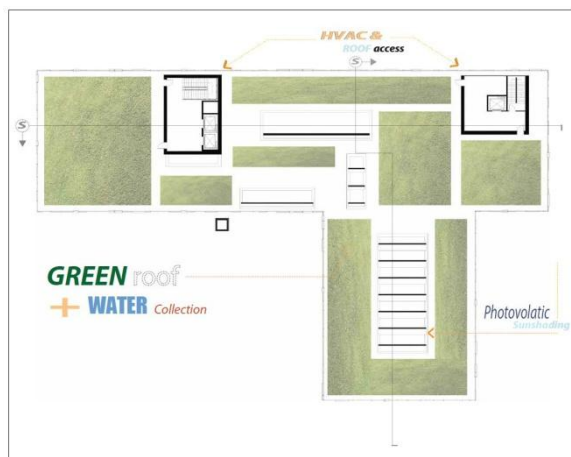 HVAC &
ROOF access
S
S
GREEN roof
+ WATER Collection
Photovolatic
Sunshading